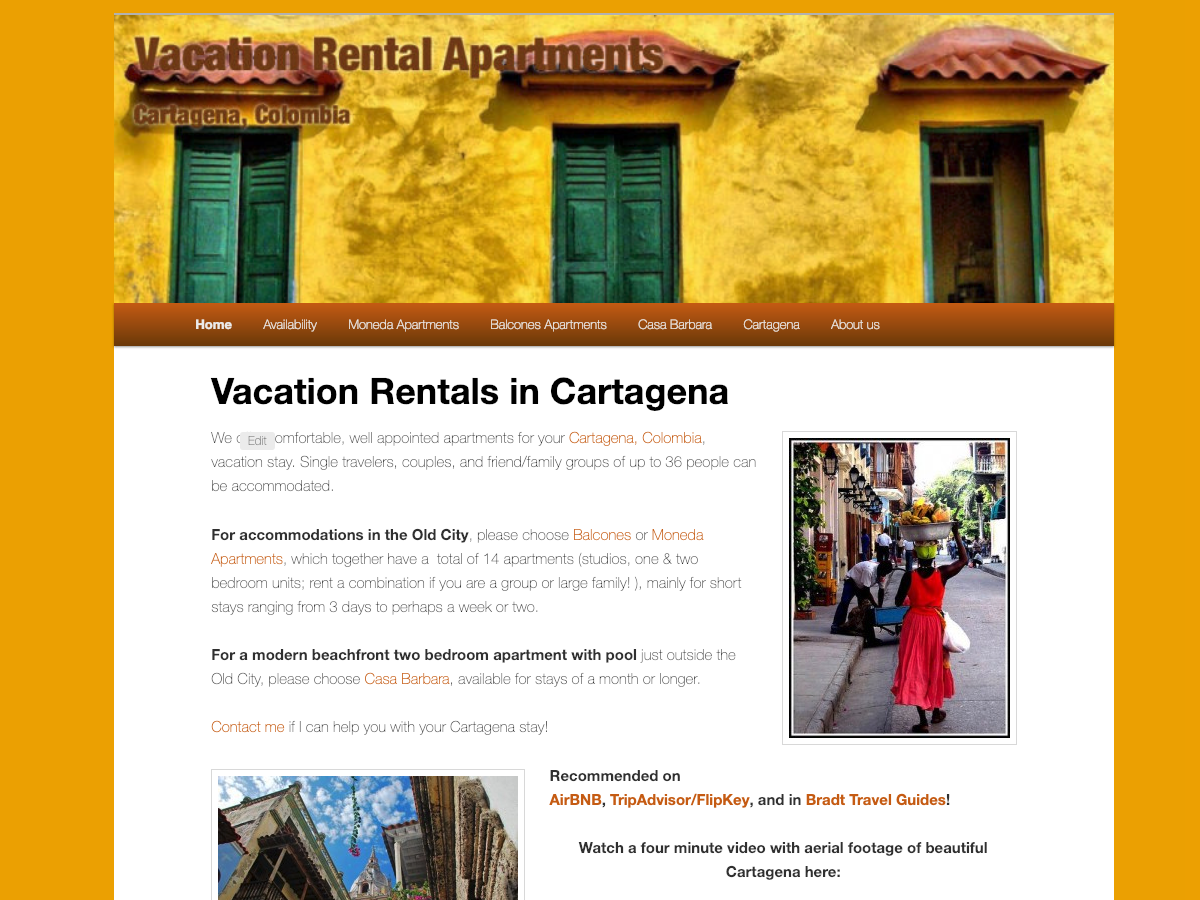 Vacation Rental Apartments
Cartagena, Colombia
Home Availability Moneda Apartments Balcones Apartments Casa Barbara Cartagena About us
Vacation Rentals in Cartagena
We Edit omfortable, well appointed apartments for your Cartagena, Colombia,
vacation stay. Single travelers, couples, and friend/family groups of up to 36 people can
be accommodated.
For accommodations in the Old City, please choose Balcones or Moneda
Apartments, which together have a total of 14 apartments (studios, one & two
bedroom units; rent a combination if you are a group or large family! ), mainly for short
stays ranging from 3 days to perhaps a week or two.
For a modern beachfront two bedroom apartment with pool just outside the
Old City, please choose Casa Barbara, available for stays of a month or longer.
Contact me if I can help you with your Cartagena stay!
Recommended on
AirBNB, TripAdvisor/FlipKey, and in Bradt Travel Guides!
Watch a four minute video with aerial footage of beautiful
Cartagena here: